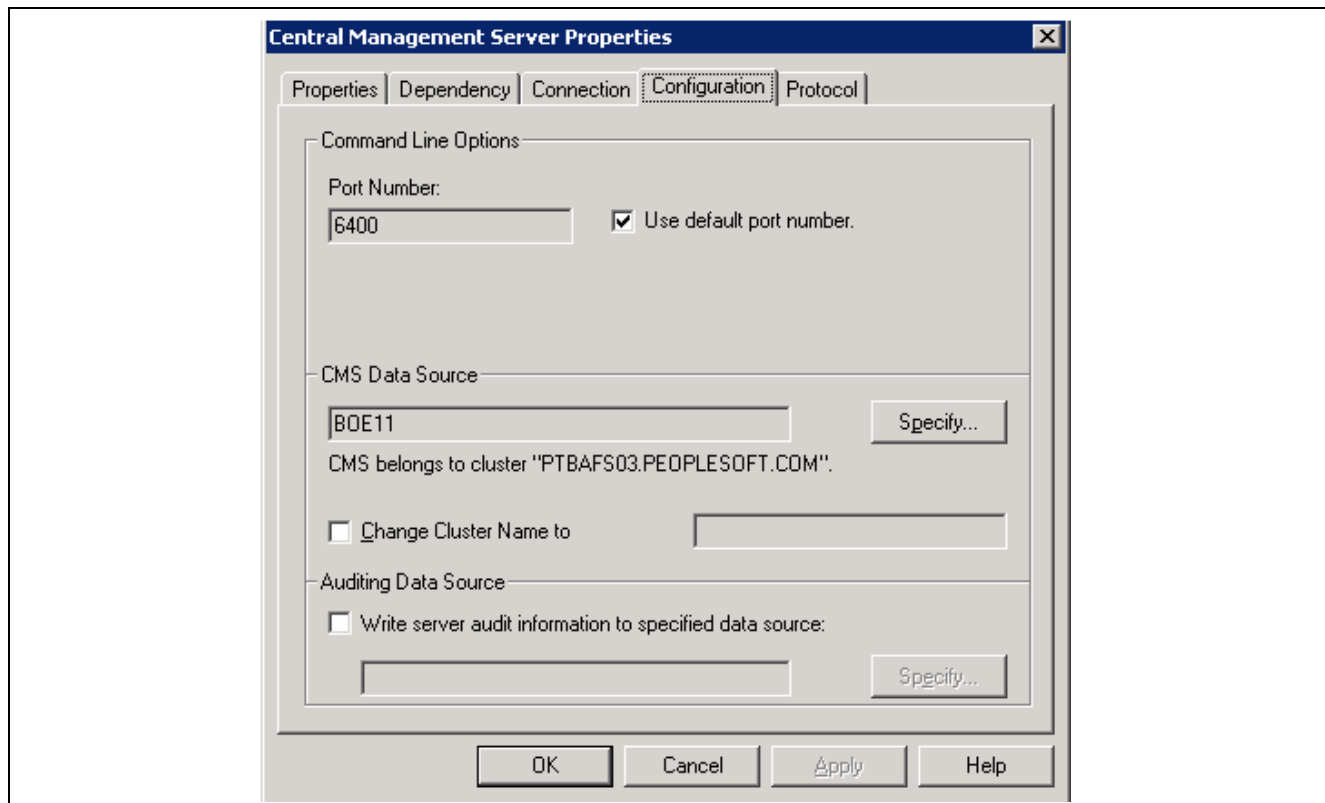 Central Management Server Properties
Properties Dependency Connection Configuration Protocol
Command Line Options
Port Number:
6400 Use default port number.
CMS Data Source
BOE11 Specify...
CMS belongs to cluster "PTBAFS03.PEOPLESOFT.COM".
Change Cluster Name to
Auditing Data Source
Write server audit information to specified data source:
Specify...
OK Cancel Apply Help